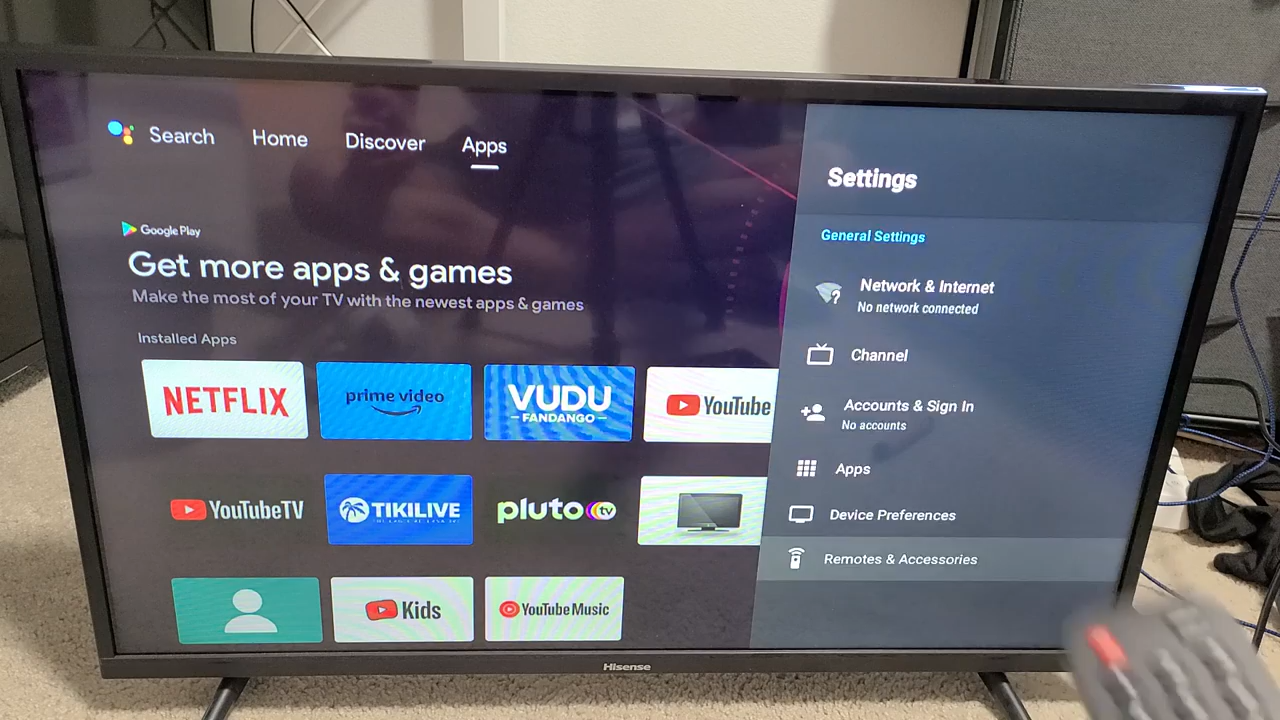 Search Home Discover Apps
Google Play
Get more apps & games
Make the most of your TV with the newest apps & games
Installed Apps
NETFLIX
prime video
VUDU
FANDANGO
YouTube
YouTubeTV
TIKILIVE
pluto tv
Kids
YouTube Music
Settings
General Settings
Network & Internet
No network connected
Channel
Accounts & Sign In
No accounts
Apps
Device Preferences
Remotes & Accessories
Hisense